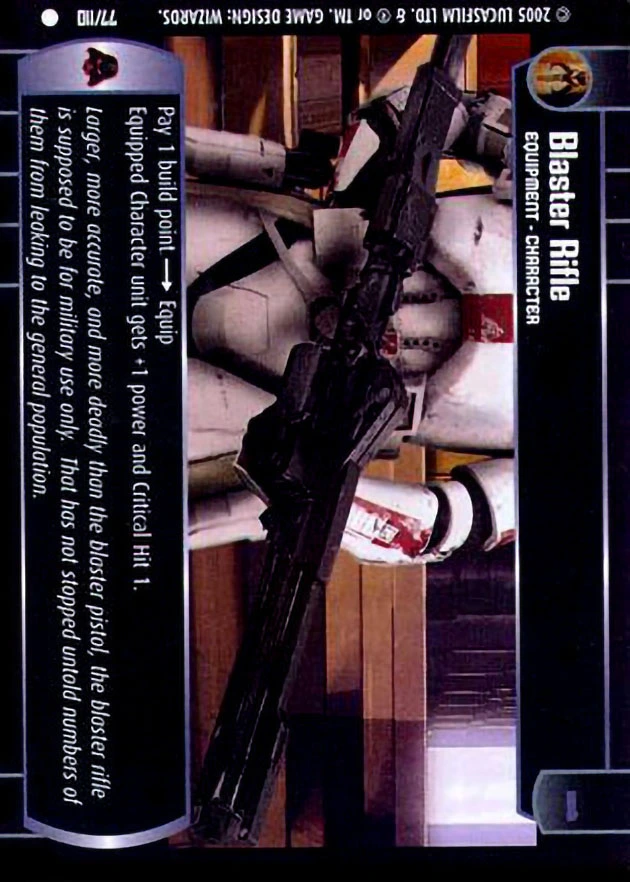 Blaster Rifle
EQUIPMENT - CHARACTER
1
Pay 1 build point → Equip
Equipped Character unit gets +1 power and Critical Hit 1.
Larger, more accurate, and more deadly than the blaster pistol, the blaster rifle
is supposed to be for military use only. That has not stopped untold numbers of
them from leaking to the general population.
© 2005 LUCASFILM LTD. & ® or TM. GAME DESIGN: WIZARDS.
77/110